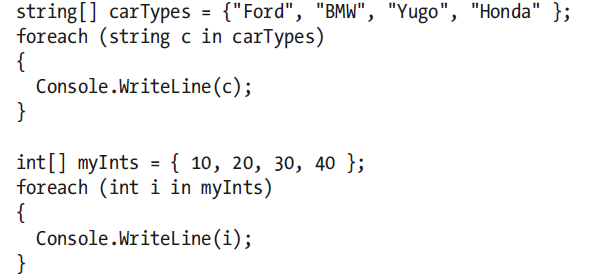 string[] carTypes = {"Ford", "BMW", "Yugo", "Honda" };
foreach (string c in carTypes)
{
  Console.WriteLine(c);
}

int[] myInts = { 10, 20, 30, 40 };
foreach (int i in myInts)
{
  Console.WriteLine(i);
}